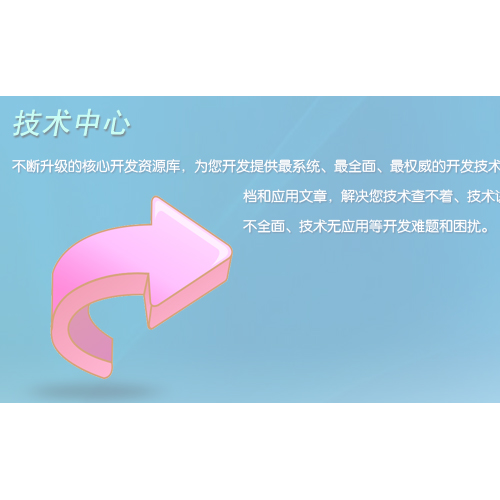 技术中心
不断升级的核心开发资源库，为您开发提供最系统、最全面、最权威的开发技术
档和应用文章，解决您技术查不着、技术
不全面、技术无应用等开发难题和困扰。